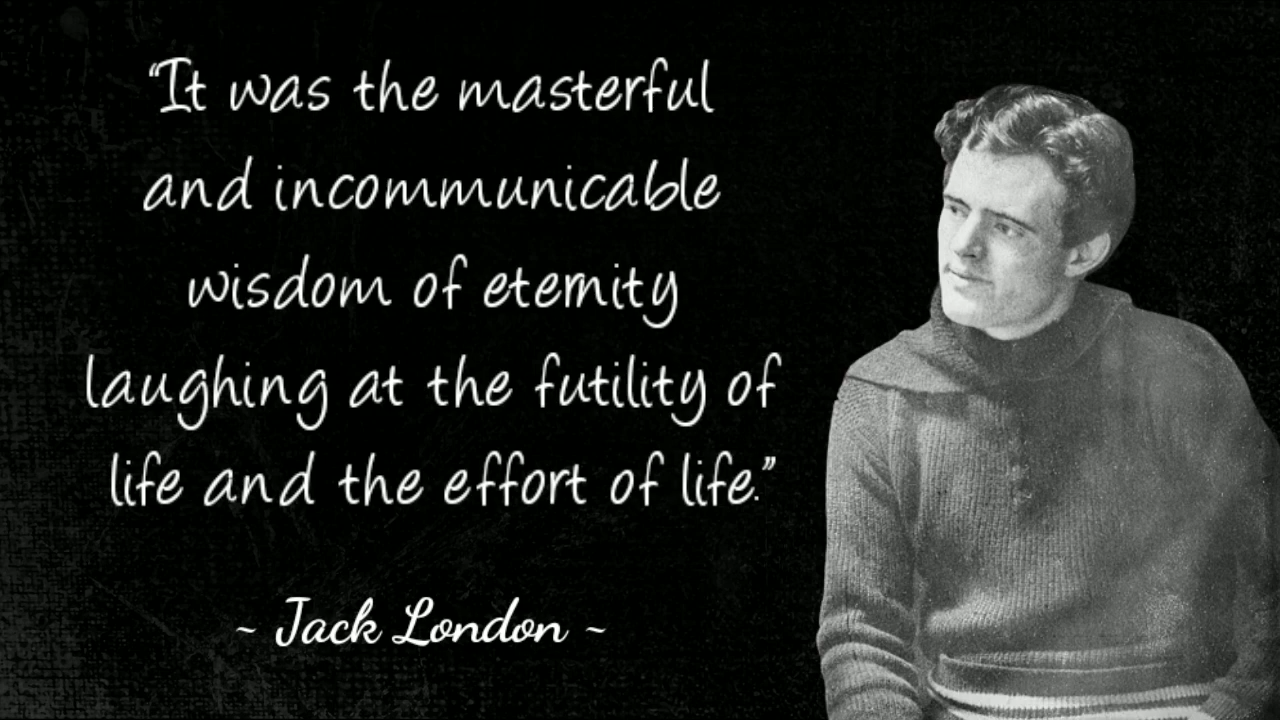 “It was the masterful
and incommunicable
wisdom of eternity
laughing at the futility of
life and the effort of life.”
~ Jack London ~